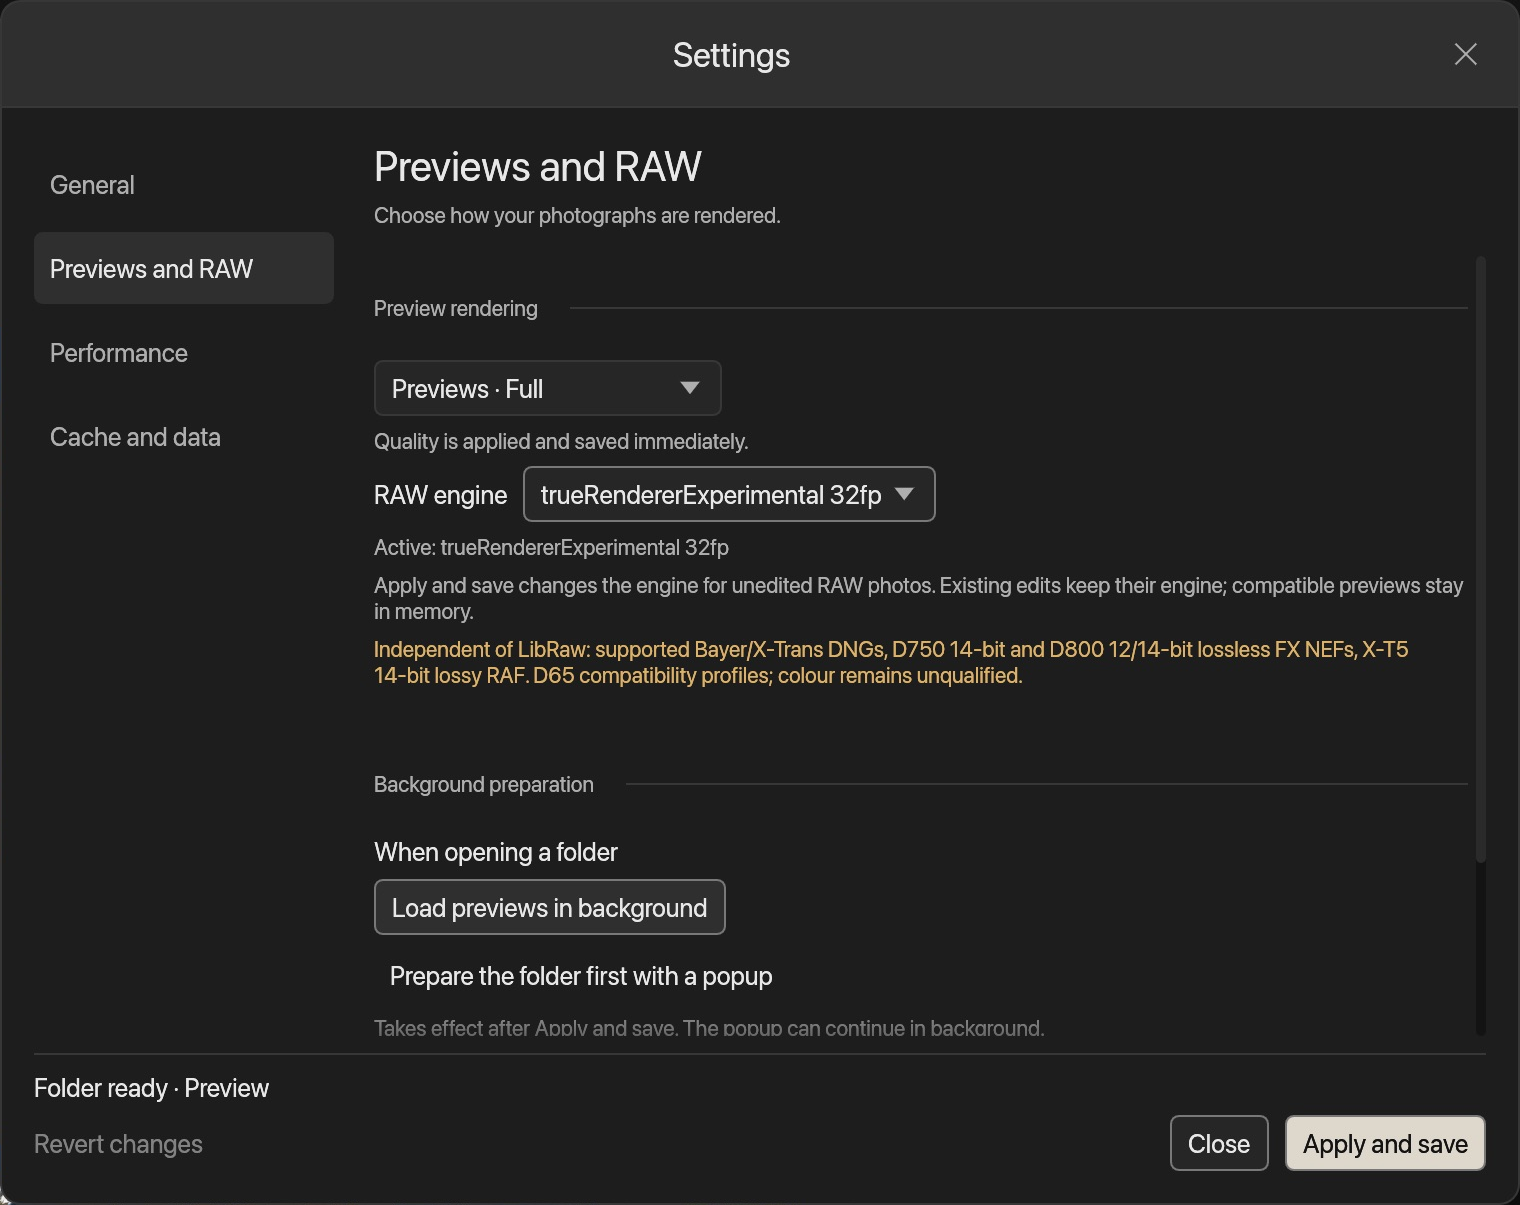 Settings
General
Previews and RAW
Performance
Cache and data
Previews and RAW
Choose how your photographs are rendered.
Preview rendering
Previews · Full
Quality is applied and saved immediately.
RAW engine trueRendererExperimental 32fp
Active: trueRendererExperimental 32fp
Apply and save changes the engine for unedited RAW photos. Existing edits keep their engine; compatible previews stay
in memory.
Independent of LibRaw: supported Bayer/X-Trans DNGs, D750 14-bit and D800 12/14-bit lossless FX NEFs, X-T5
14-bit lossy RAF. D65 compatibility profiles; colour remains unqualified.
Background preparation
When opening a folder
Load previews in background
Prepare the folder first with a popup
Takes effect after Apply and save. The popup can continue in background.
Folder ready · Preview
Revert changes
Close
Apply and save